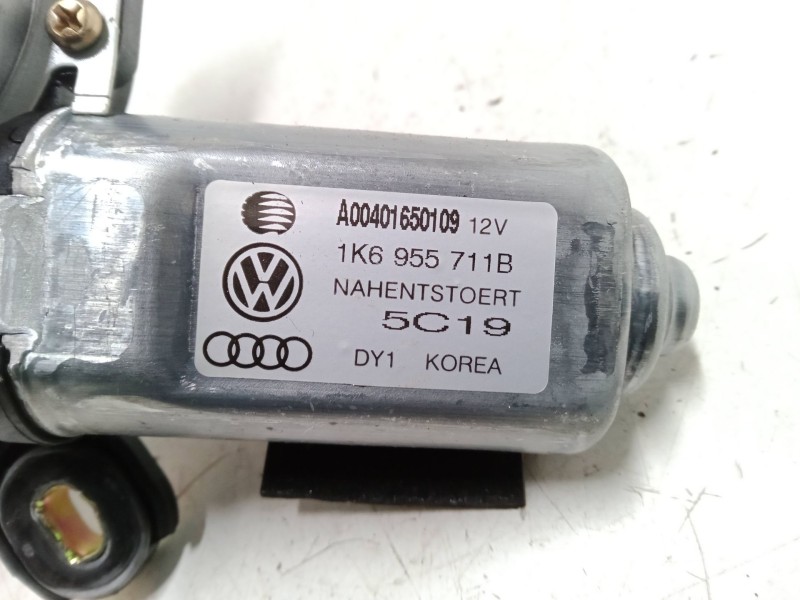 A00401650109 12V
1K6 955 711B
NAHENTSTOERT
5C19
DY1 KOREA